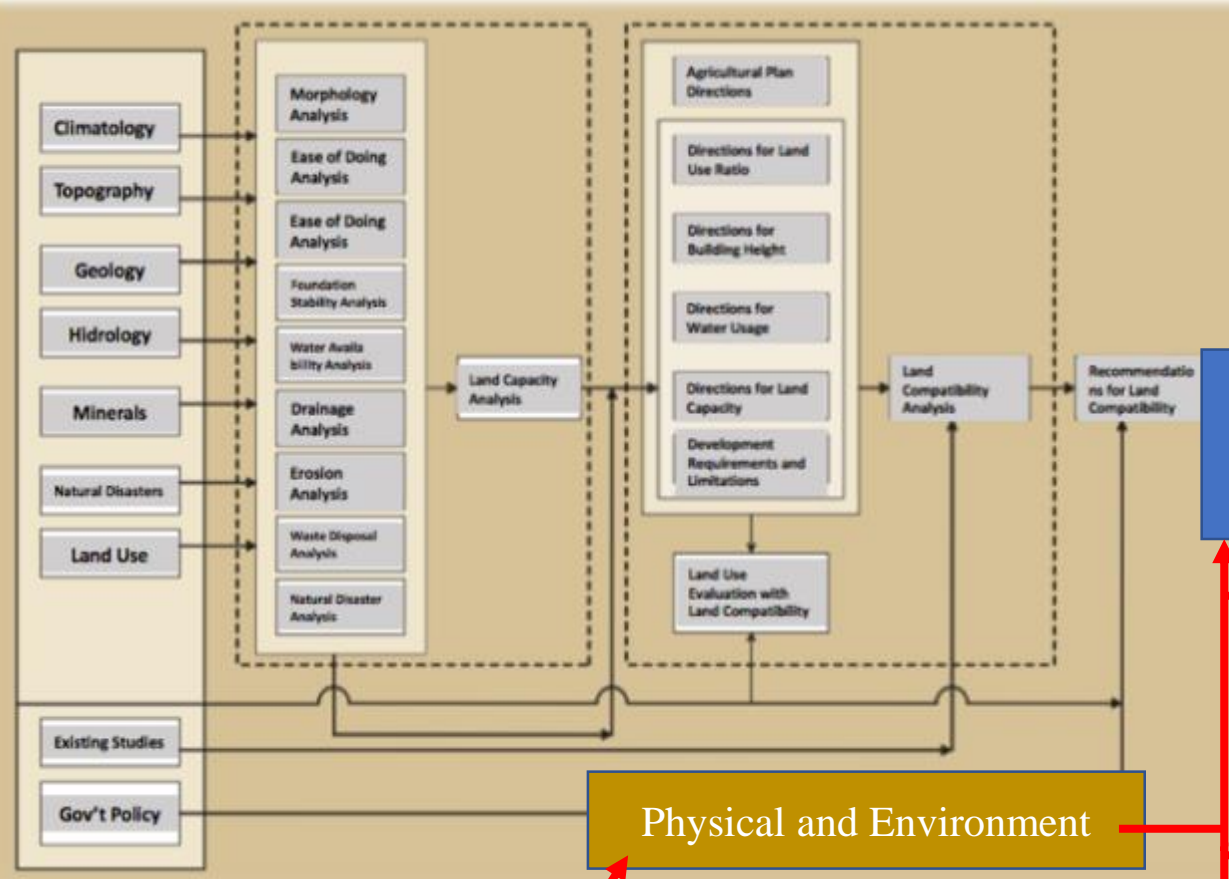 Climatology
Topography
Geology
Hidrology
Minerals
Natural Disasters
Land Use
Existing Studies
Gov't Policy
Morphology
Analysis
Ease of Doing
Analysis
Ease of Doing
Analysis
Foundation
Stability Analysis
Water Availa
bility Analysis
Drainage
Analysis
Erosion
Analysis
Waste Disposal
Analysis
Natural Disaster
Analysis
Land Capacity
Analysis
Agricultural Plan
Directions
Directions for Land
Use Ratio
Directions for
Building Height
Directions for
Water Usage
Directions for Land
Capacity
Development
Requirements and
Limitations
Land Use
Evaluation with
Land Compatibility
Land
Compatibility
Analysis
Recommendatio
ns for Land
Compatibility
Physical and Environment